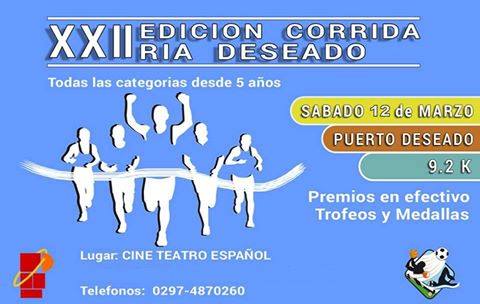 XXII EDICION CORRIDA
RIA DESEADO
Todas las categorias desde 5 años
SABADO 12 de MARZO
PUERTO DESEADO
9.2 K
Premios en efectivo
Trofeos y Medallas
Lugar: CINE TEATRO ESPAÑOL
Telefonos: 0297-4870260